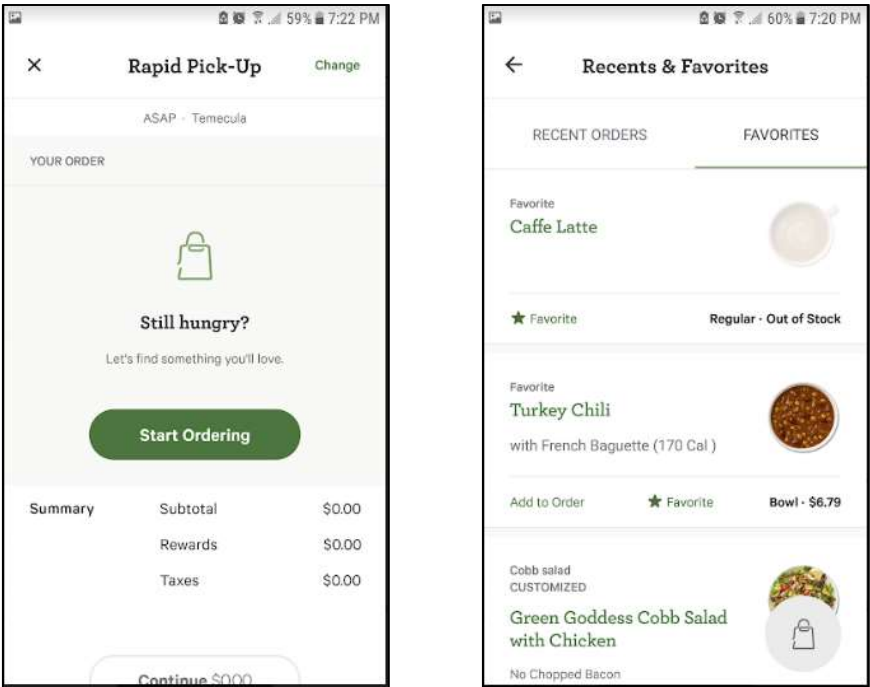 59% 7:22 PM
Rapid Pick-Up
Change
ASAP · Temecula
YOUR ORDER
Still hungry?
Let's find something you'll love.
Start Ordering
Summary Subtotal $0.00
Rewards $0.00
Taxes $0.00
Continue $0.00
60% 7:20 PM
Recents & Favorites
RECENT ORDERS FAVORITES
Favorite
Caffe Latte
Favorite Regular - Out of Stock
Favorite
Turkey Chili
with French Baguette (170 Cal )
Add to Order Favorite Bowl - $6.79
Cobb salad
CUSTOMIZED
Green Goddess Cobb Salad
with Chicken
No Chopped Bacon